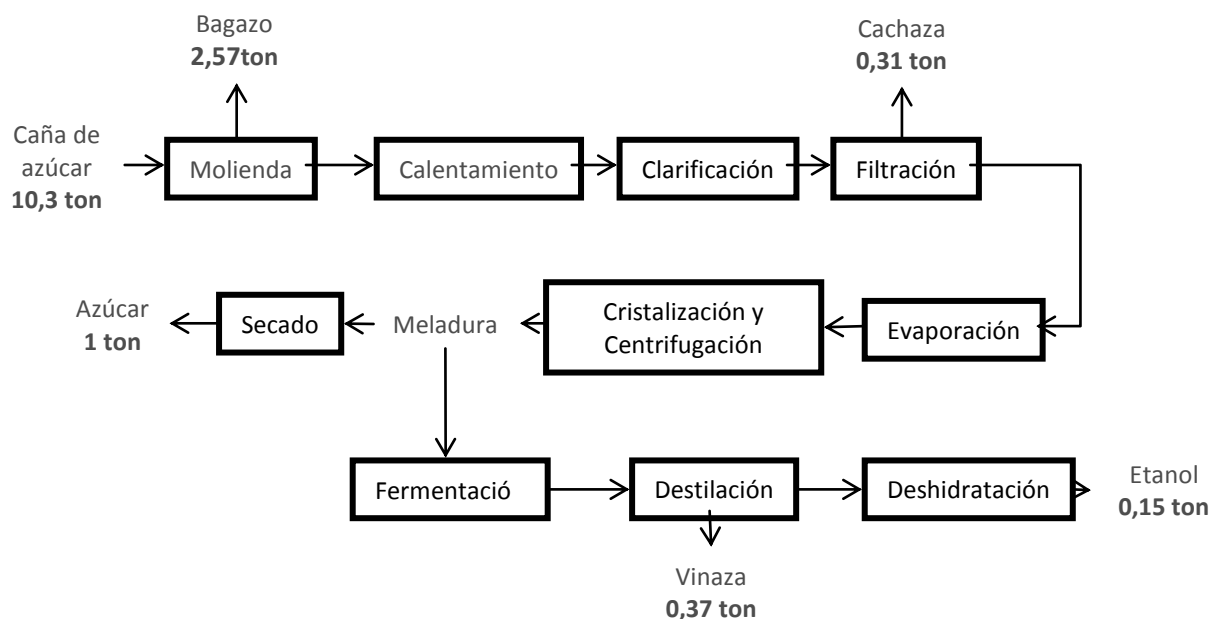 Bagazo
2,57ton
Cachaza
0,31 ton
Caña de
azúcar
10,3 ton
Molienda
Calentamiento
Clarificación
Filtración
Azúcar
1 ton
Secado
Meladura
Cristalización y
Centrifugación
Evaporación
Fermentació
Destilación
Deshidratación
Etanol
0,15 ton
Vinaza
0,37 ton